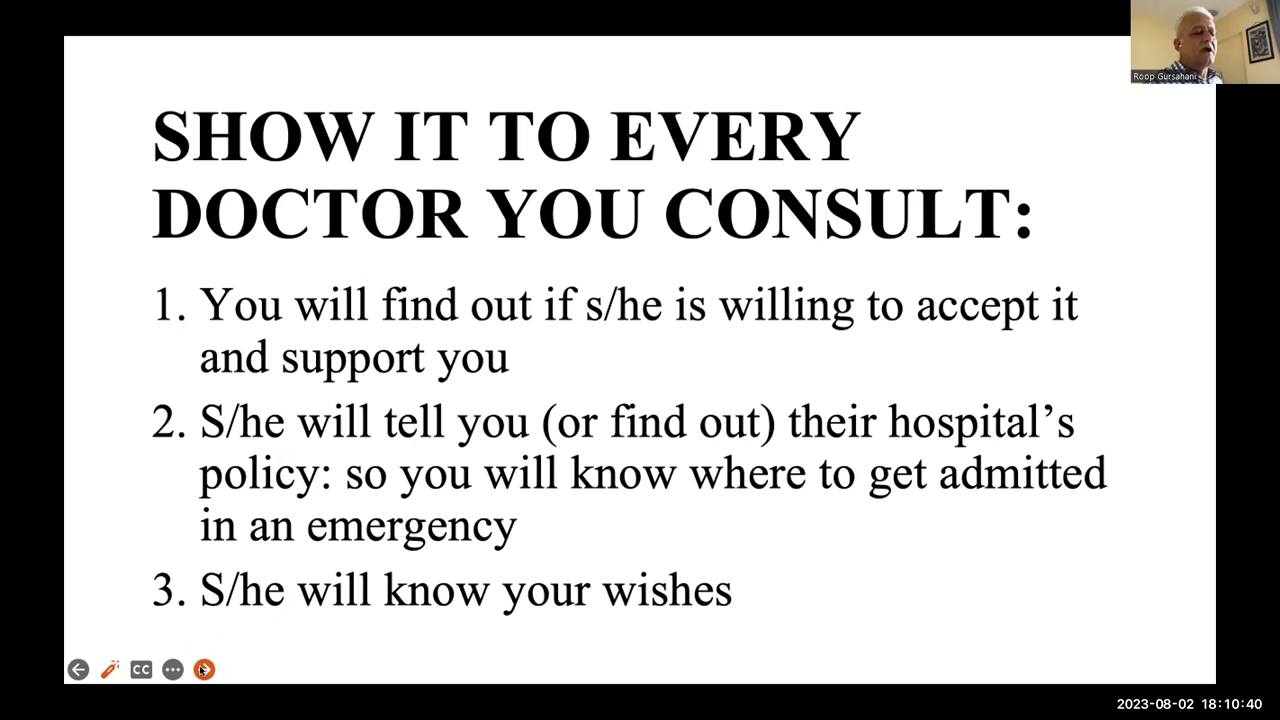 Roop Gursahani
SHOW IT TO EVERY
DOCTOR YOU CONSULT:
1. You will find out if s/he is willing to accept it
and support you
2. S/he will tell you (or find out) their hospital’s
policy: so you will know where to get admitted
in an emergency
3. S/he will know your wishes
CC
2023-08-02 18:10:40